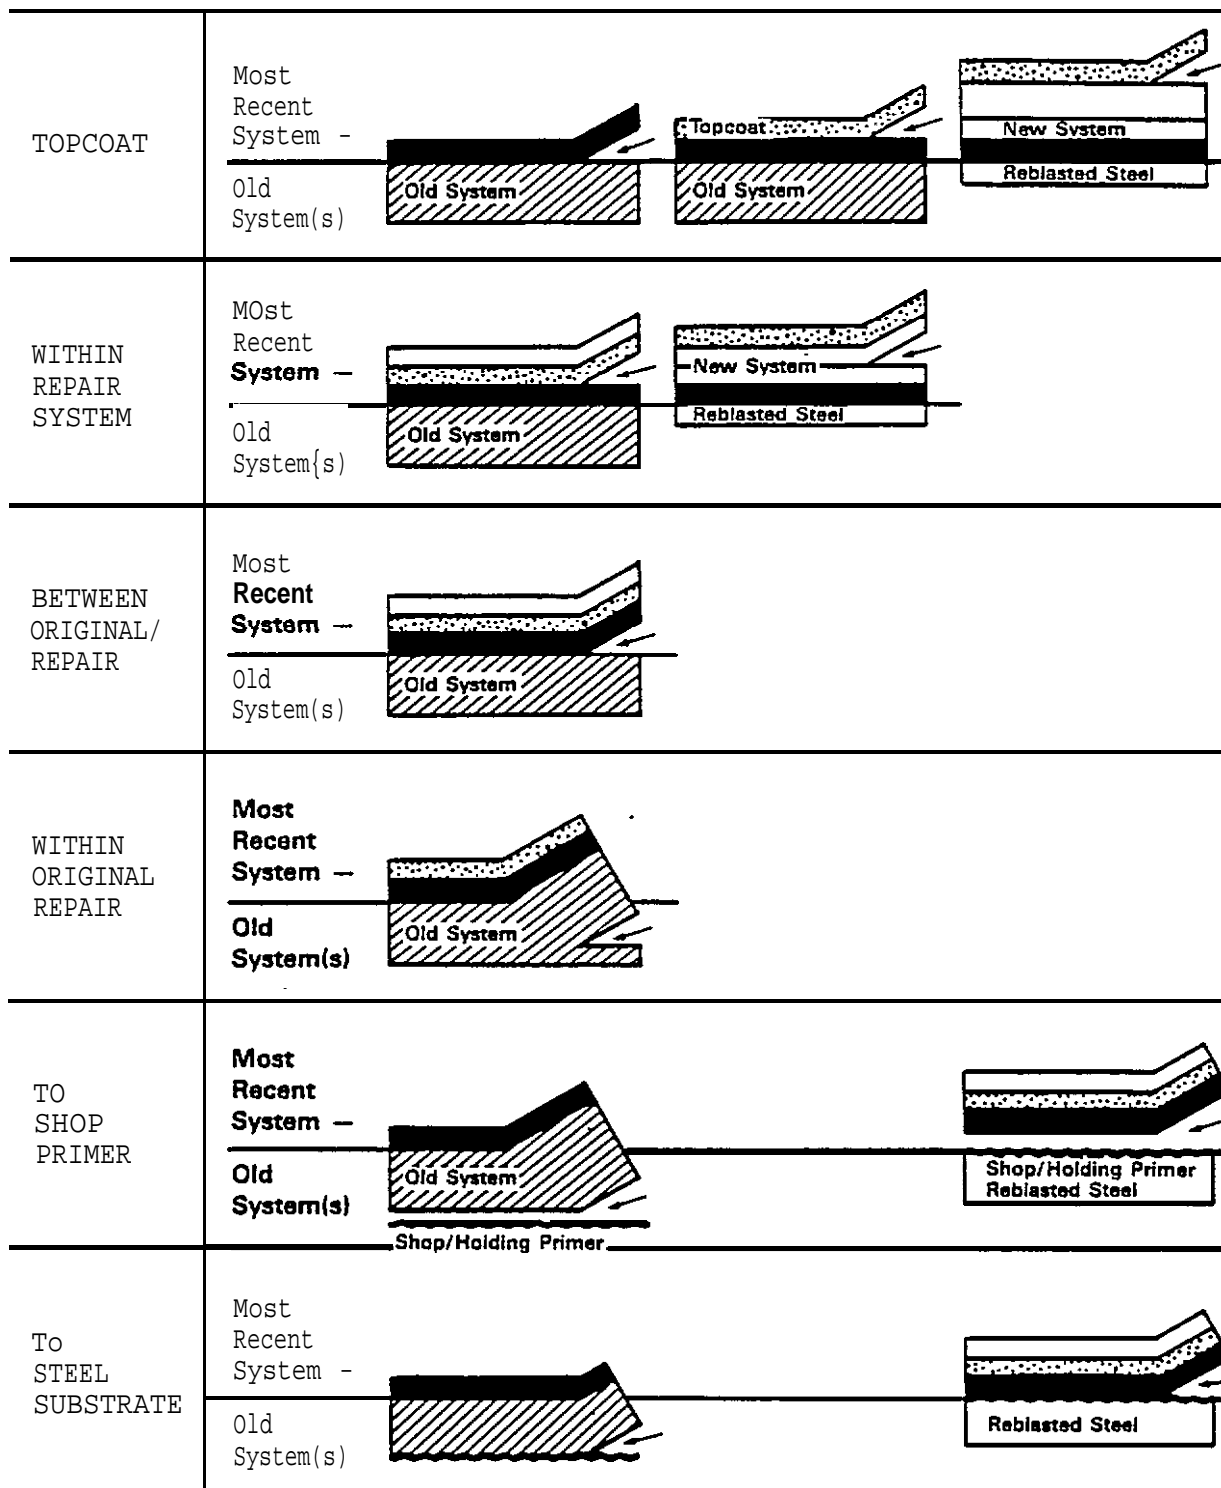 TOPCOAT
Most
Recent
System -
Old
System(s)
Old System
Topcoat
Old System
New System
Reblasted Steel
WITHIN
REPAIR
SYSTEM
MOst
Recent
System —
Old
System{s)
Old System
New System
Reblasted Steel
BETWEEN
ORIGINAL/
REPAIR
Most
Recent
System —
Old
System(s)
Old System
WITHIN
ORIGINAL
REPAIR
Most
Recent
System —
Old
System(s)
Old System
TO
SHOP
PRIMER
Most
Recent
System —
Old
System(s)
Old System
Shop/Holding Primer
Shop/Holding Primer
Reblasted Steel
To
STEEL
SUBSTRATE
Most
Recent
System -
Old
System(s)
Reblasted Steel